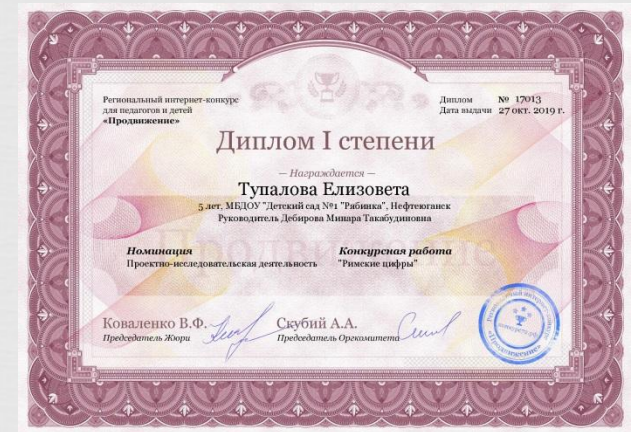 Региональный интернет-конкурс
для педагогов и детей
«Продвижение»
Диплом № 17013
Дата выдачи 27 окт. 2019 г.
Диплом I степени
— Награждается —
Тупалова Елизовета
5 лет, МБДОУ "Детский сад №1 "Рябинка", Нефтеюганск
Руководитель Дебирова Минара Такабудиновна
Продвижение
Номинация
Проектно-исследовательская деятельность
Конкурсная работа
"Римские цифры"
Коваленко В.Ф.
Председатель Жюри
Скубий А.А.
Председатель Оргкомитета